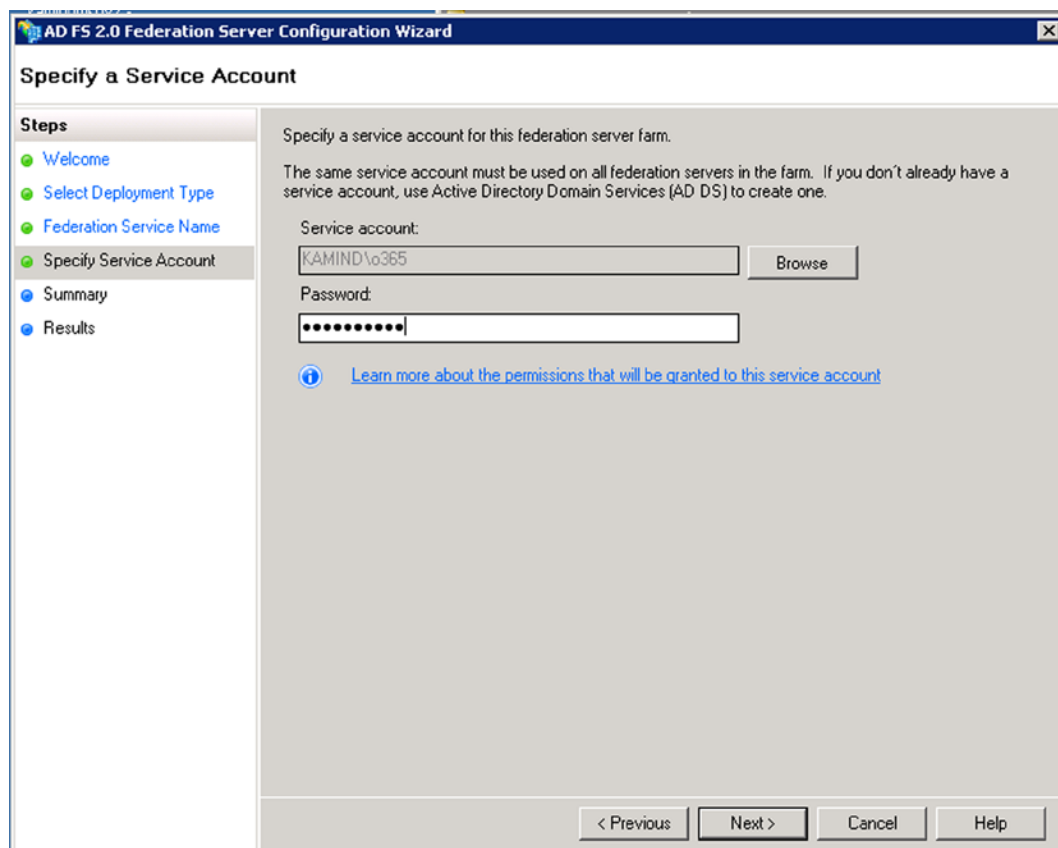 AD FS 2.0 Federation Server Configuration Wizard
Specify a Service Account
Steps
Welcome
Select Deployment Type
Federation Service Name
Specify Service Account
Summary
Results
Specify a service account for this federation server farm.
The same service account must be used on all federation servers in the farm. If you don't already have a
service account, use Active Directory Domain Services (AD DS) to create one.
Service account:
KAMIND\o365
Browse
Password:
••••••••••
Learn more about the permissions that will be granted to this service account
< Previous
Next >
Cancel
Help